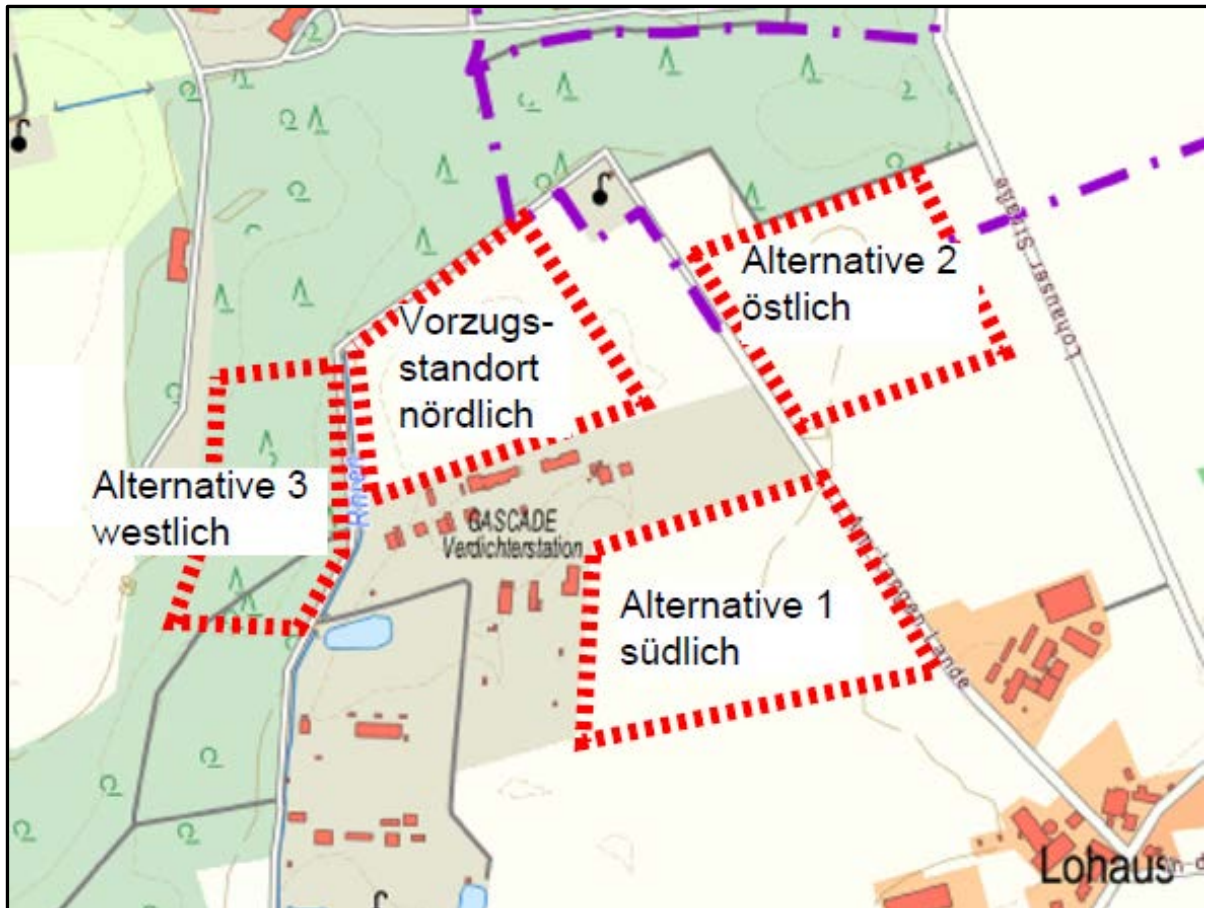 Alternative 2
östlich
Lohauser Straße
Vorzugs-
standort
nördlich
Alternative 3
westlich
GASCADE
Verdichterstation
Alternative 1
südlich
Am Langen Lande
Lohaus